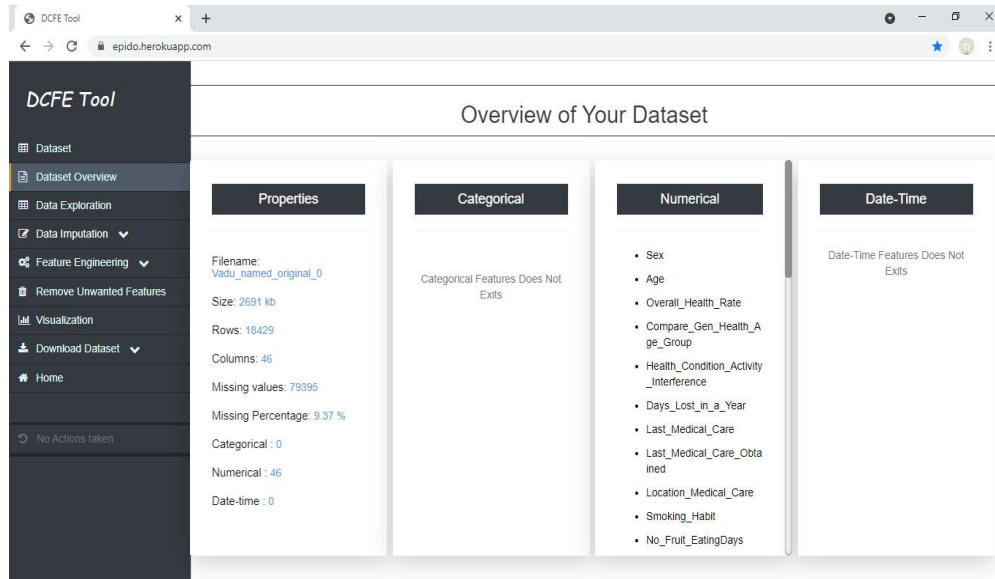 DCFE Tool
epido.herokuapp.com
DCFE Tool
Dataset
Dataset Overview
Data Exploration
Data Imputation
Feature Engineering
Remove Unwanted Features
Visualization
Download Dataset
Home
No Actions taken
Overview of Your Dataset
Properties
Filename:
Vadu_named_original_0
Size: 2691 kb
Rows: 18429
Columns: 46
Missing values: 79395
Missing Percentage: 9.37 %
Categorical : 0
Numerical : 46
Date-time : 0
Categorical
Categorical Features Does Not
Exits
Numerical
• Sex
• Age
• Overall_Health_Rate
• Compare_Gen_Health_A
ge_Group
• Health_Condition_Activity
_Interference
• Days_Lost_in_a_Year
• Last_Medical_Care
• Last_Medical_Care_Obta
ined
• Location_Medical_Care
• Smoking_Habit
• No_Fruit_EatingDays
Date-Time
Date-Time Features Does Not
Exits